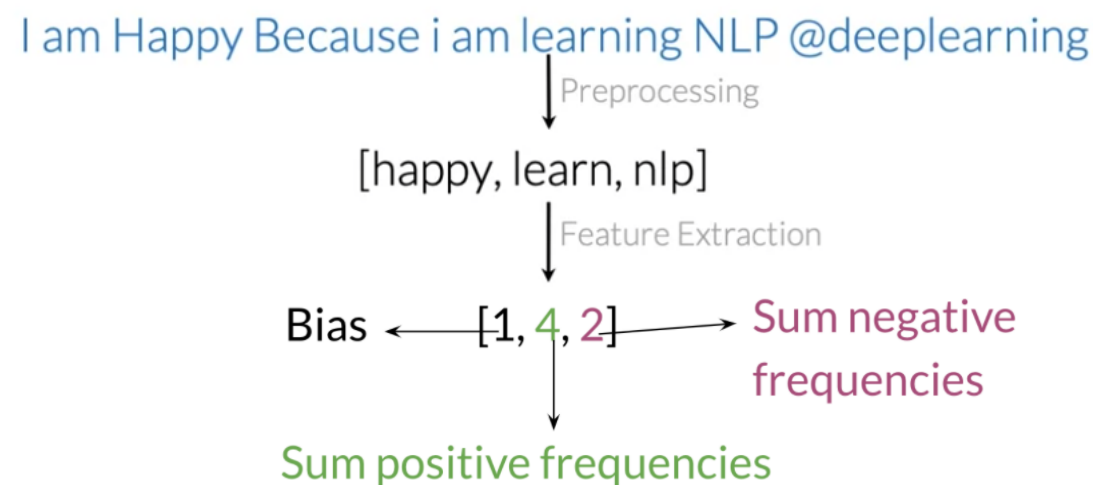 I am Happy Because i am learning NLP @deeplearning
Preprocessing
[happy, learn, nlp]
Feature Extraction
Bias
[1, 4, 2]
Sum negative
frequencies
Sum positive frequencies